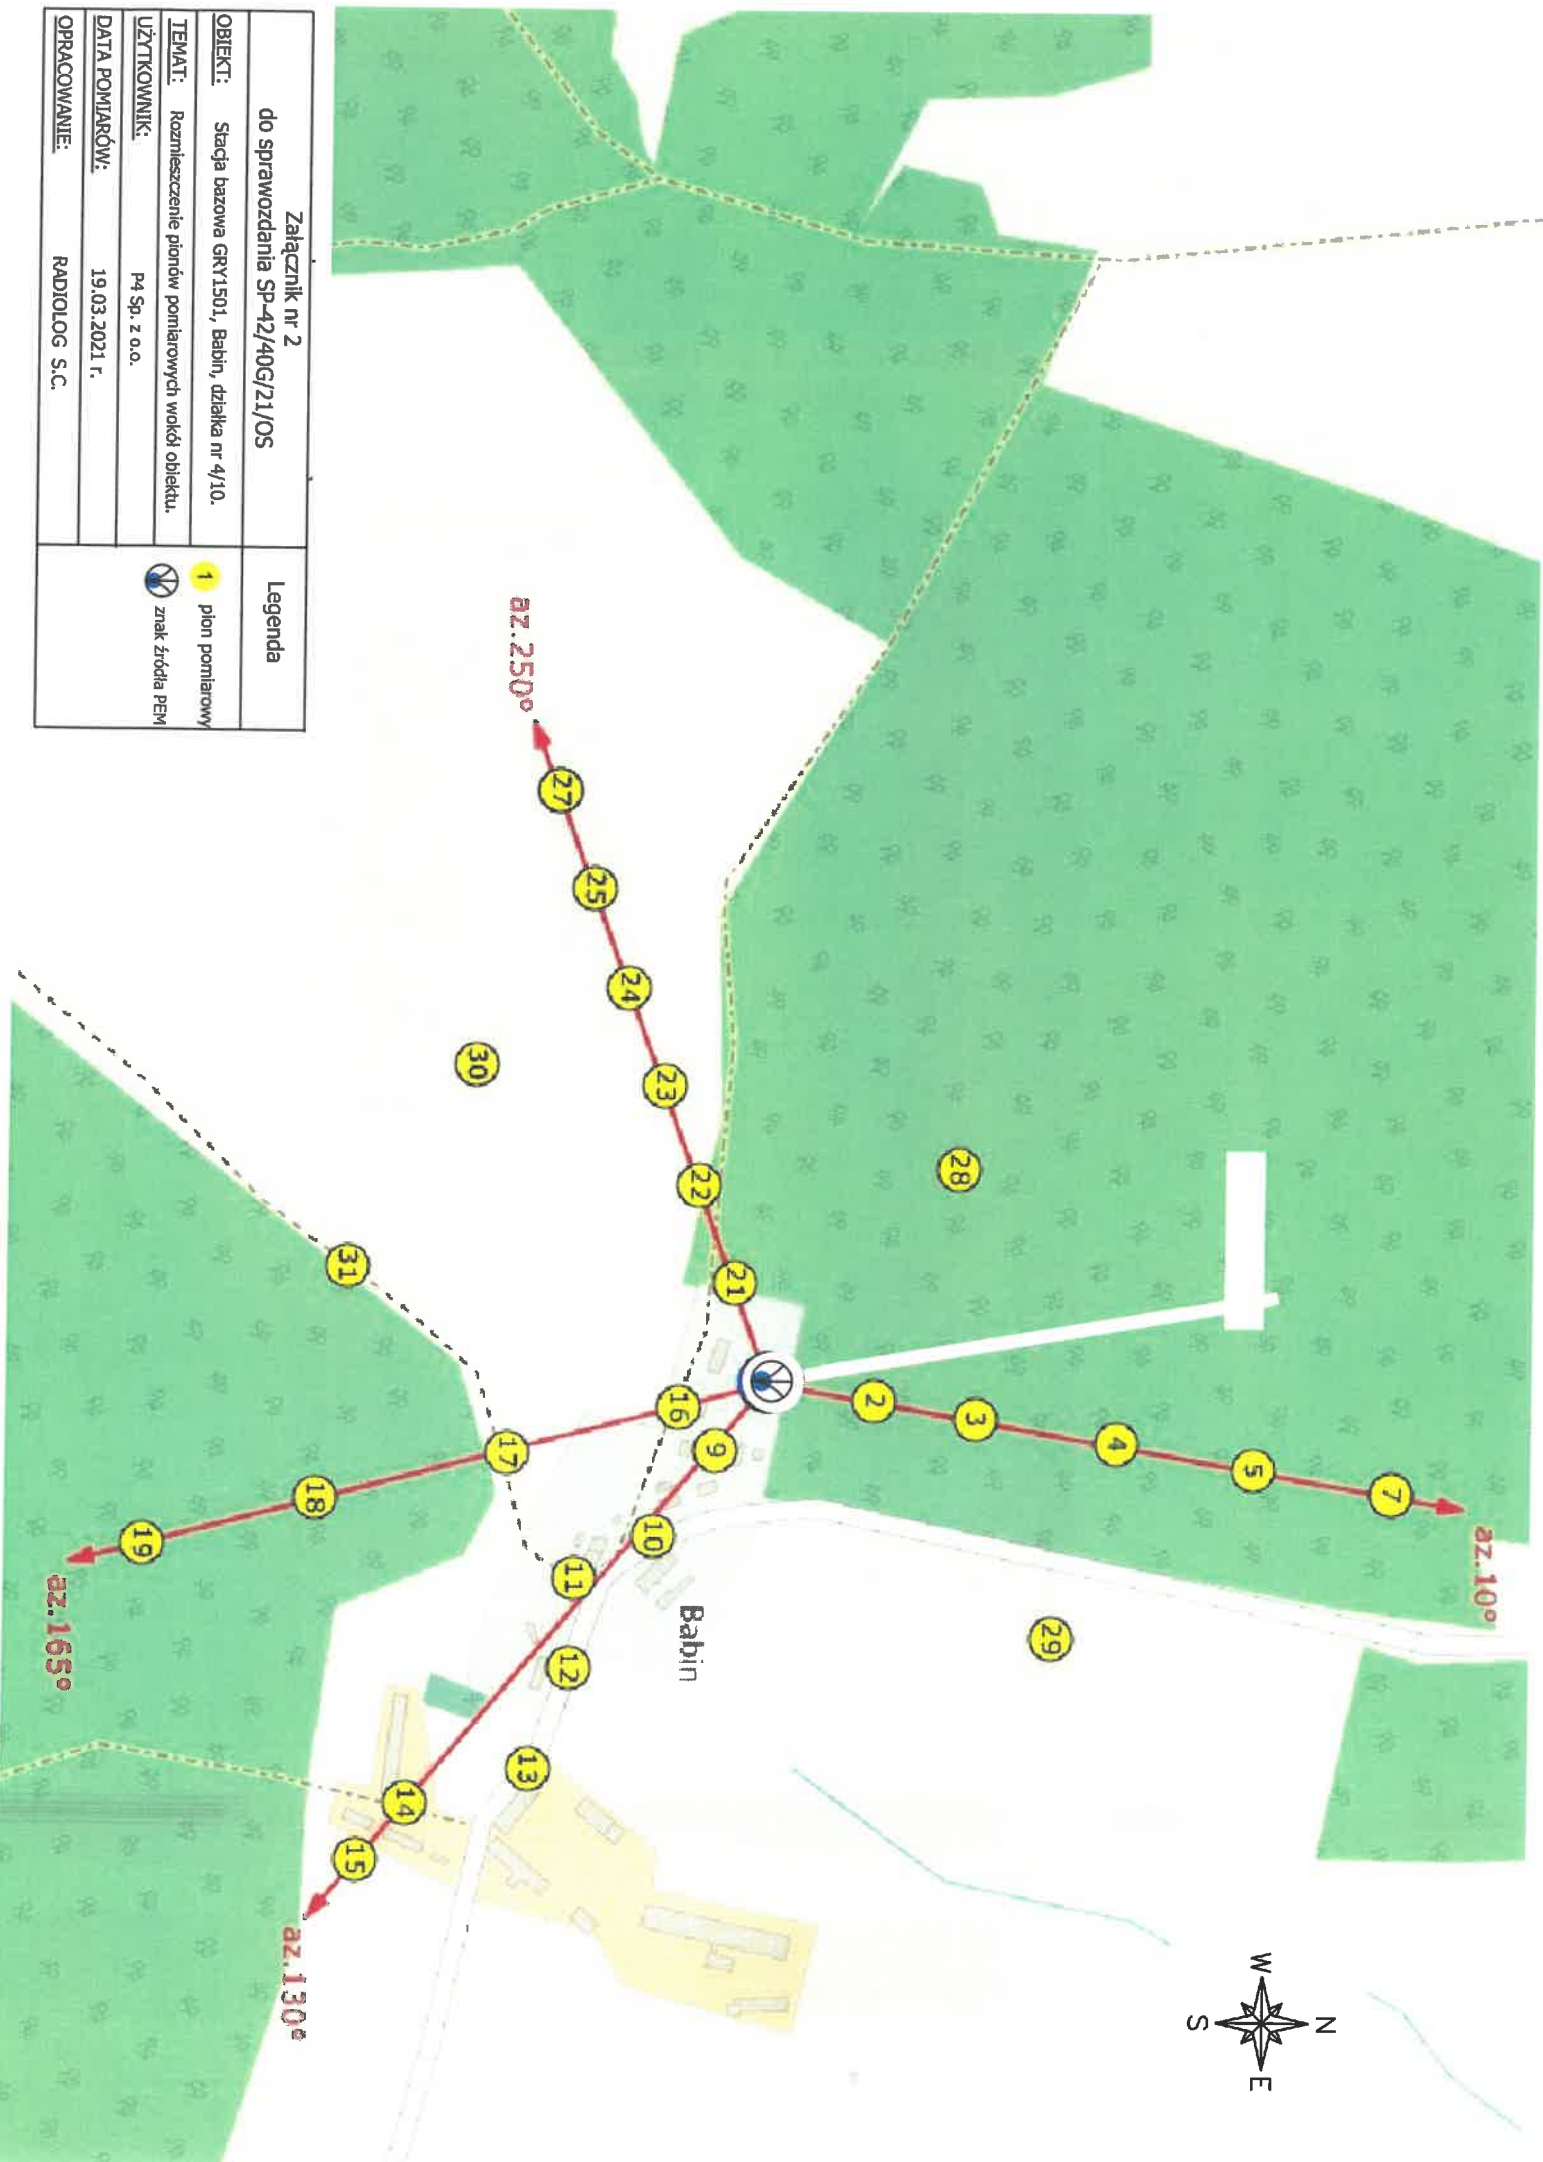 az.10°
7
5
4
3
2
28
29
W
N
S
E
Babin
21
22
23
24
25
27
az.250°
9
16
10
11
12
13
14
15
az.130°
17
18
19
az.165°
30
31
Załącznik nr 2
do sprawozdania SP-42/40G/21/OS
OBIEKT: Stacja bazowa GRY1501, Babin, działka nr 4/10.
TEMAT: Rozmieszczenie pionów pomiarowych wokół obiektu.
UŻYTKOWNIK: P4 Sp. z o.o.
DATA POMIARÓW: 19.03.2021 r.
OPRACOWANIE: RADIOLOG S.C.
Legenda
1 pion pomiarowy
znak źródła PEM